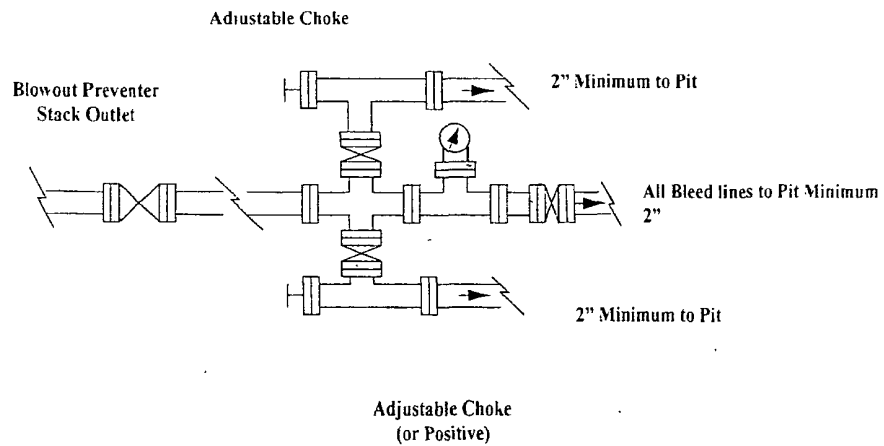 Adjustable Choke
2” Minimum to Pit
Blowout Preventer
Stack Outlet
All Bleed lines to Pit Minimum
2”
2” Minimum to Pit
Adjustable Choke
(or Positive)